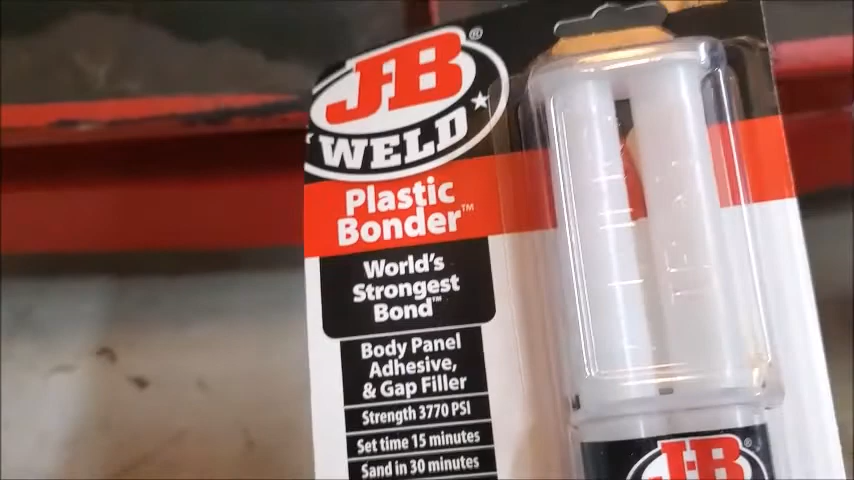 J-B®
WELD
Plastic
Bonder™
World's
Strongest
Bond™
Body Panel
Adhesive,
& Gap Filler
Strength 3770 PSI
Set time 15 minutes
Sand in 30 minutes
J-B®